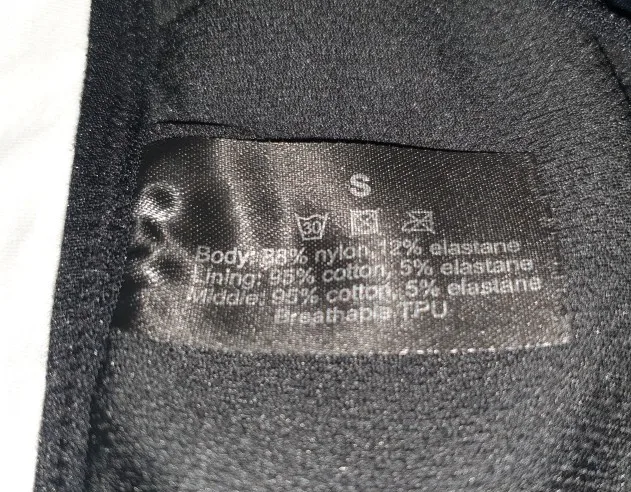 S
30
Body: 88% nylon, 12% elastane
Lining: 95% cotton, 5% elastane
Middle: 95% cotton, 5% elastane
Breathable TPU